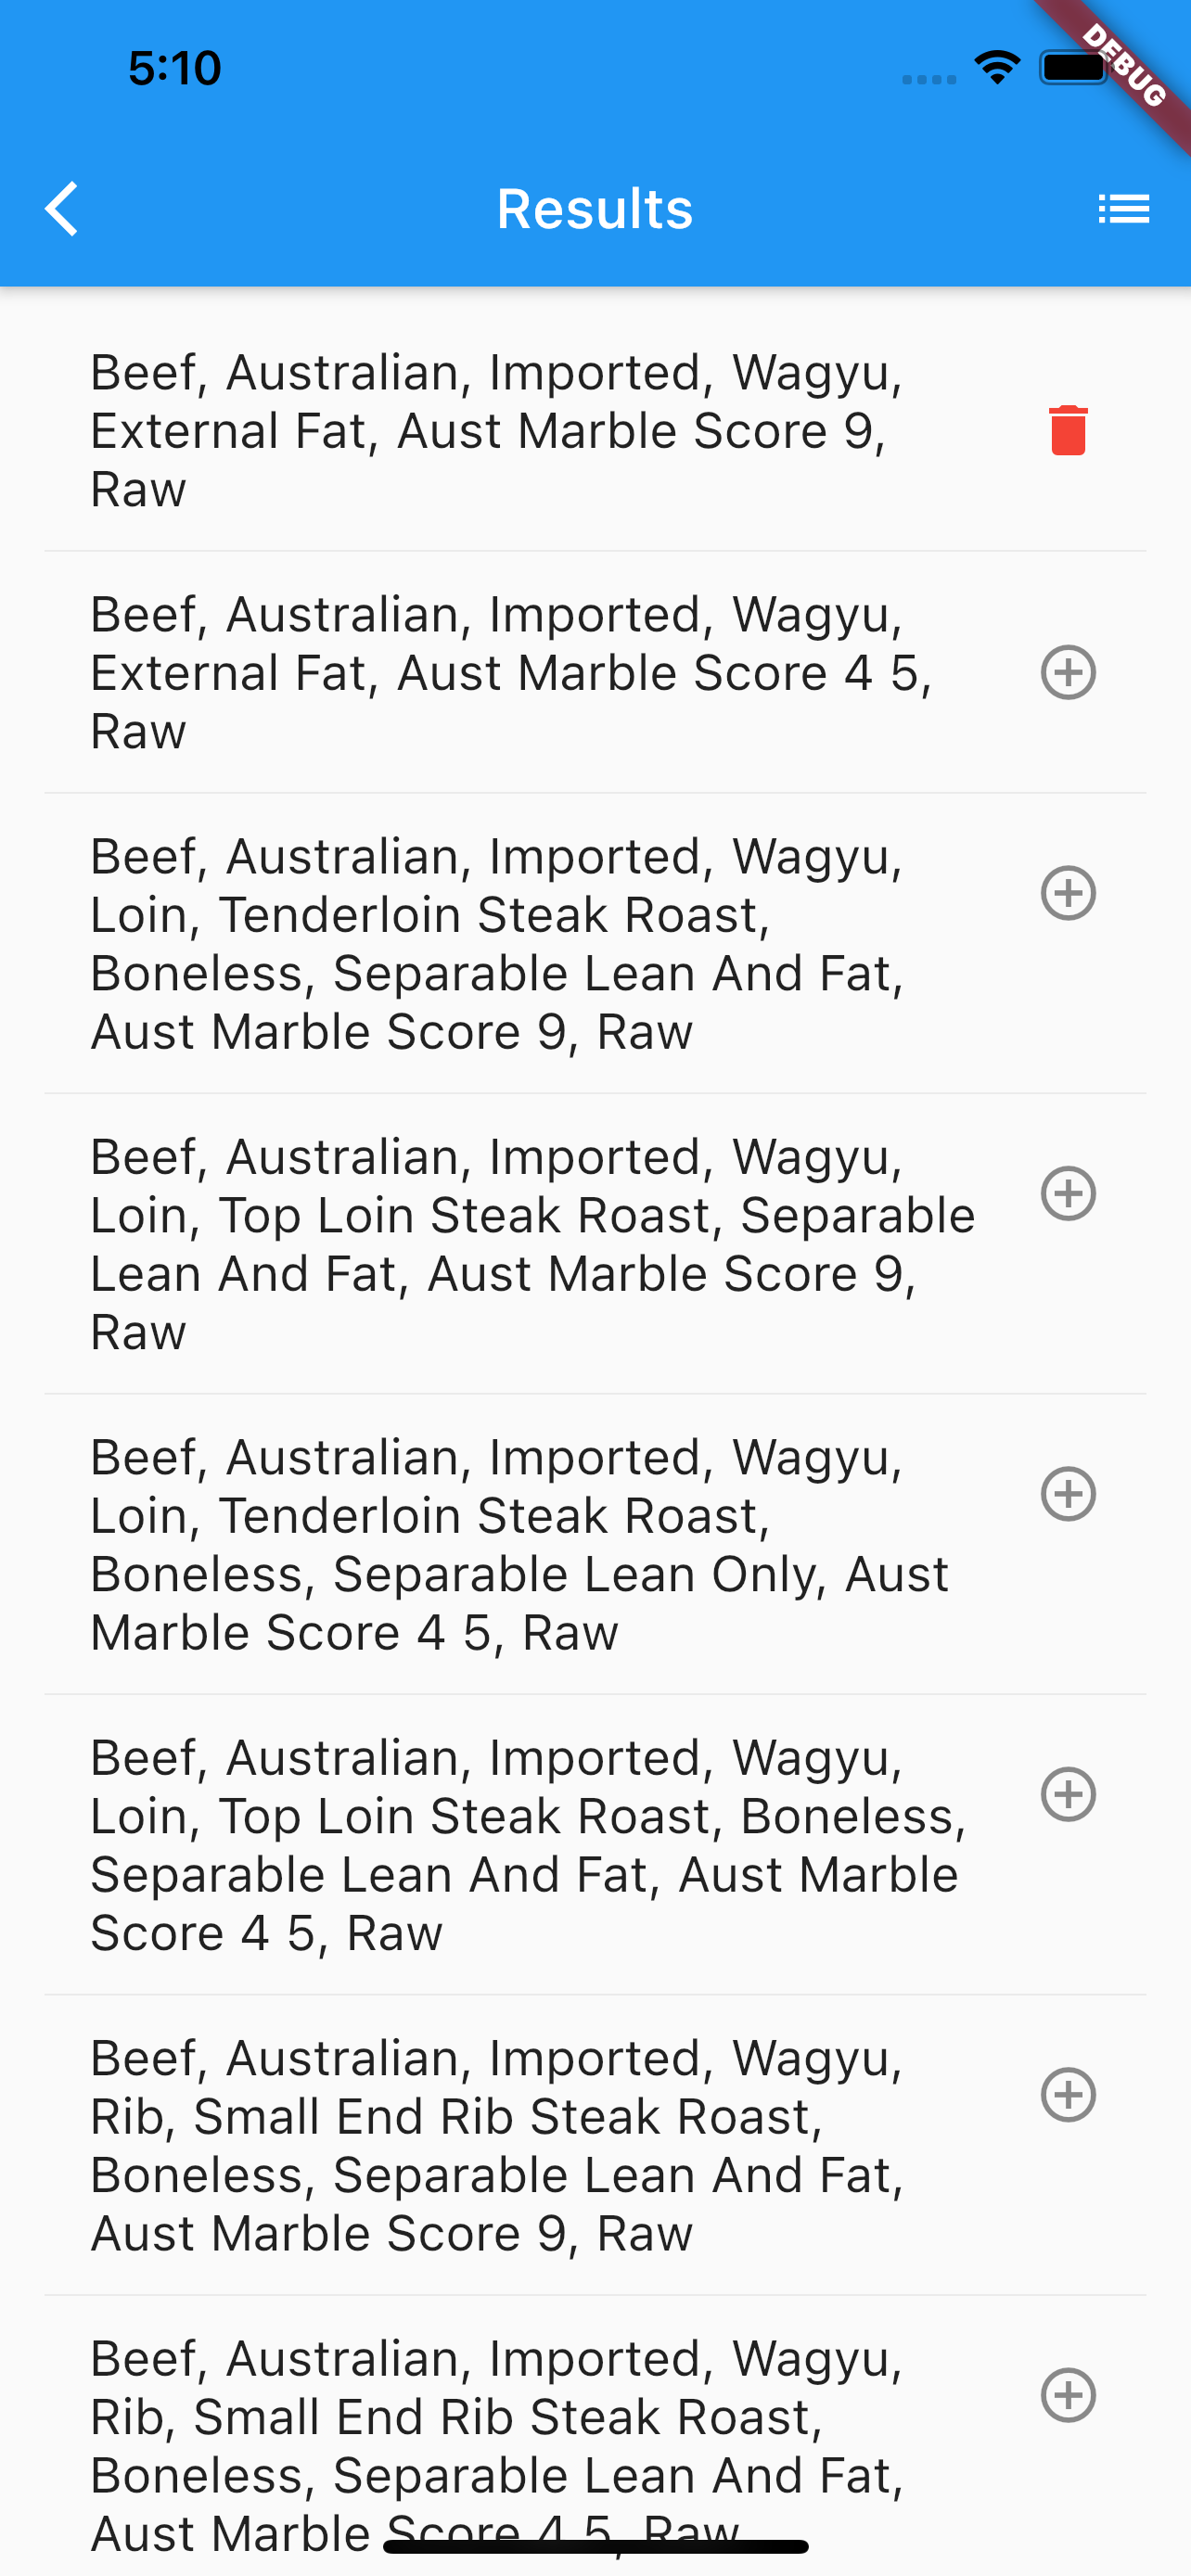 5:10
DEBUG
Results
Beef, Australian, Imported, Wagyu,
External Fat, Aust Marble Score 9,
Raw
Beef, Australian, Imported, Wagyu,
External Fat, Aust Marble Score 4 5,
Raw
Beef, Australian, Imported, Wagyu,
Loin, Tenderloin Steak Roast,
Boneless, Separable Lean And Fat,
Aust Marble Score 9, Raw
Beef, Australian, Imported, Wagyu,
Loin, Top Loin Steak Roast, Separable
Lean And Fat, Aust Marble Score 9,
Raw
Beef, Australian, Imported, Wagyu,
Loin, Tenderloin Steak Roast,
Boneless, Separable Lean Only, Aust
Marble Score 4 5, Raw
Beef, Australian, Imported, Wagyu,
Loin, Top Loin Steak Roast, Boneless,
Separable Lean And Fat, Aust Marble
Score 4 5, Raw
Beef, Australian, Imported, Wagyu,
Rib, Small End Rib Steak Roast,
Boneless, Separable Lean And Fat,
Aust Marble Score 9, Raw
Beef, Australian, Imported, Wagyu,
Rib, Small End Rib Steak Roast,
Boneless, Separable Lean And Fat,
Aust Marble Score 4 5, Raw